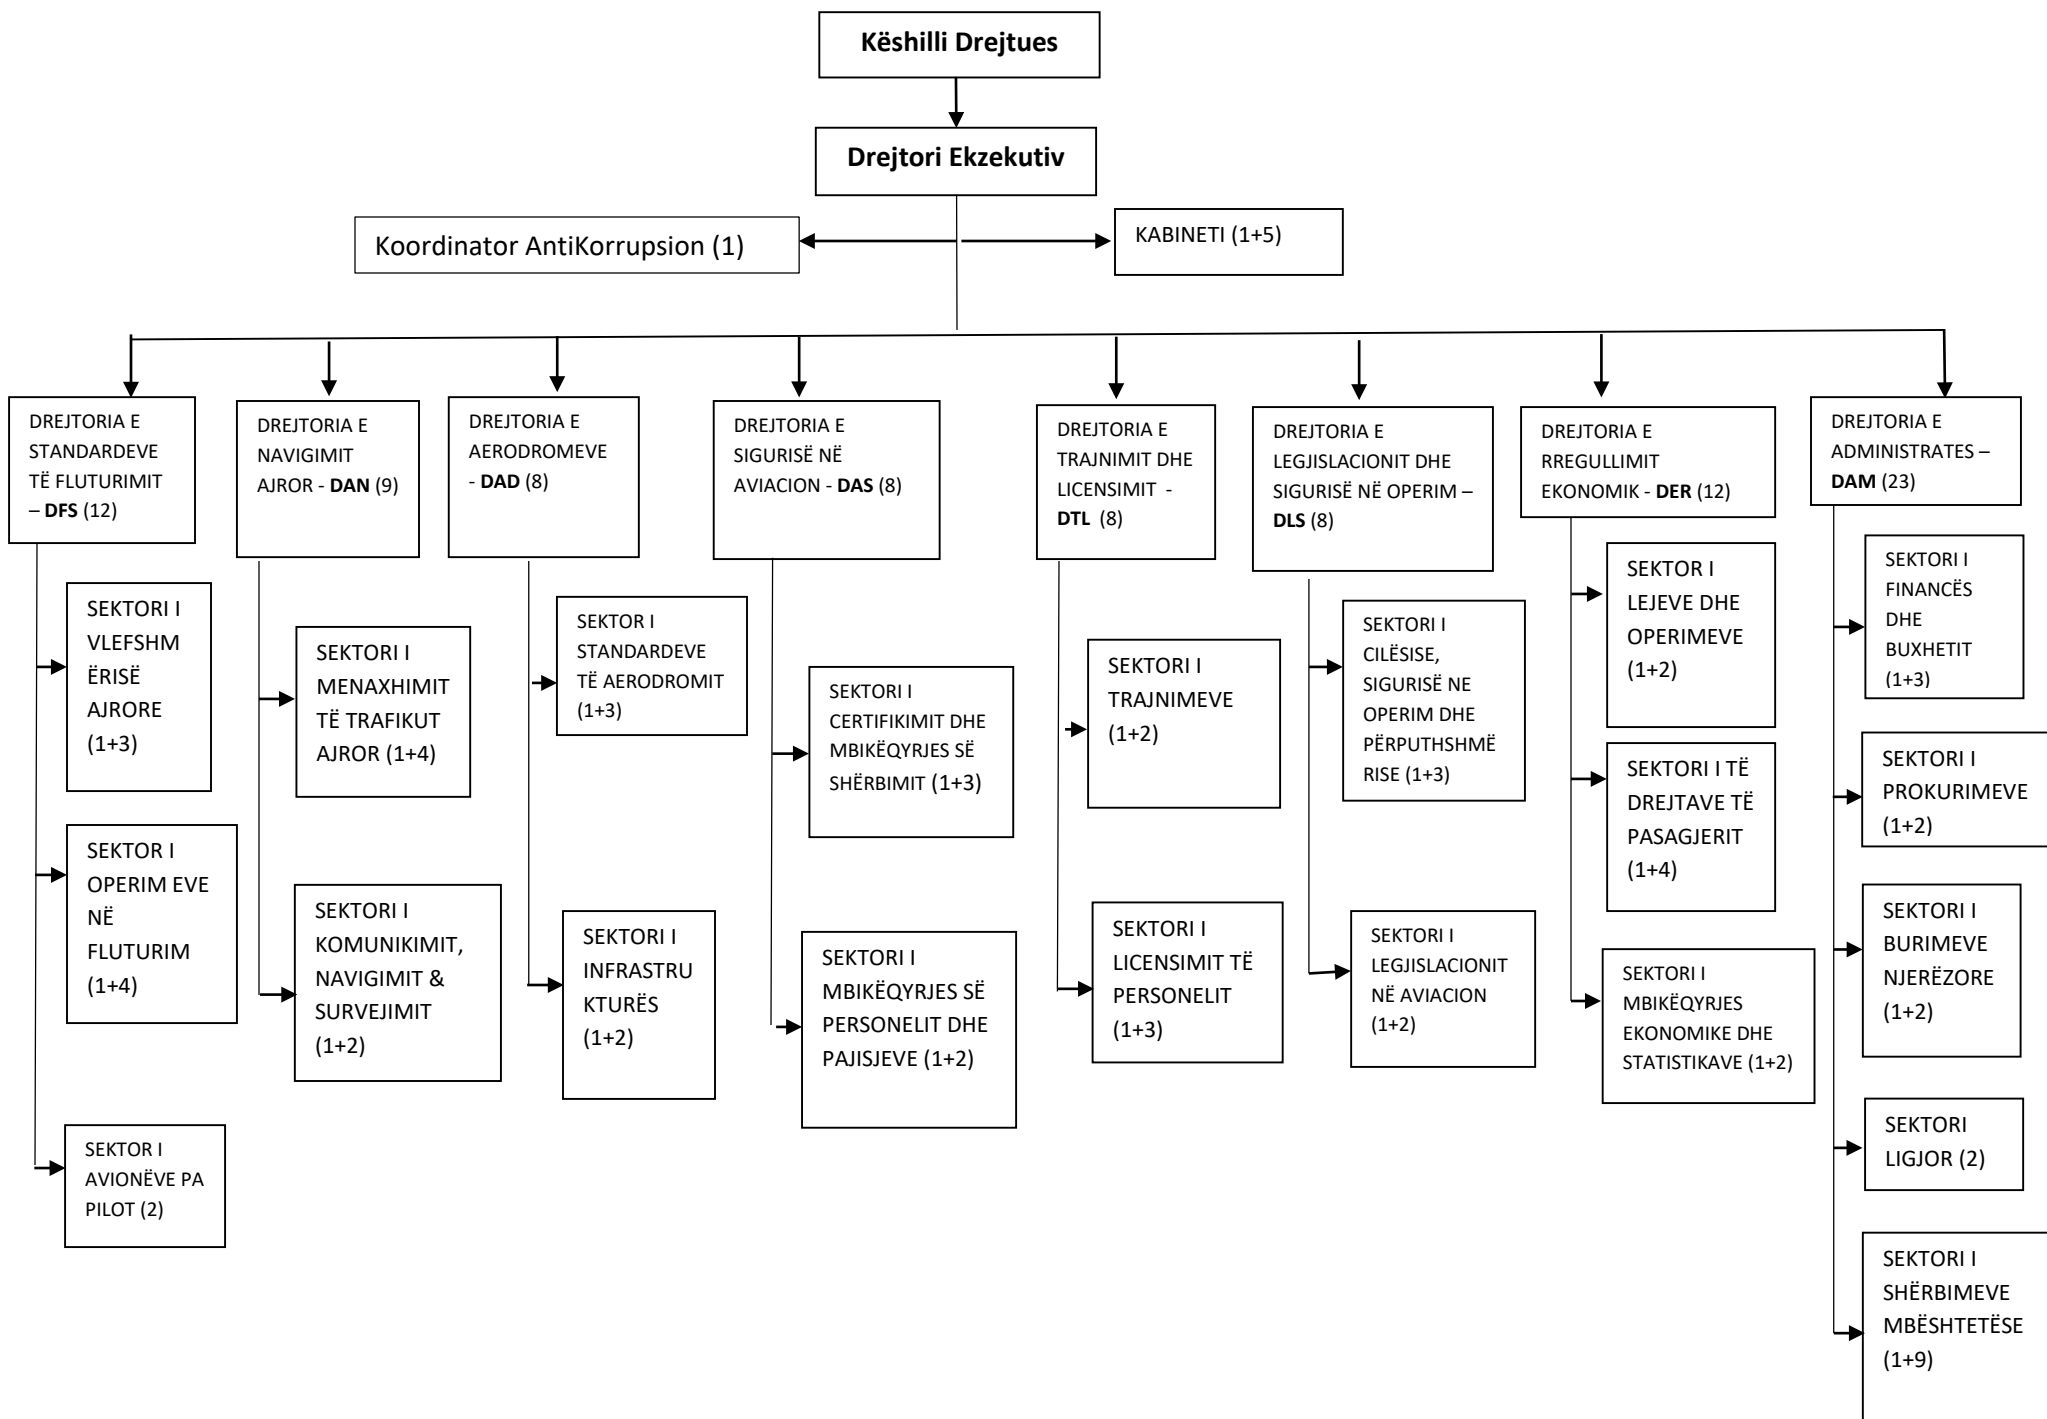 Këshilli Drejtues
Drejtori Ekzekutiv
Koordinator AntiKorrupsion (1)
KABINETI (1+5)
DREJTORIA E
STANDARDEVE
TË FLUTURIMIT
– DFS (12)
SEKTORI I
VLEFSHM
ËRISË
AJRORE
(1+3)
SEKTOR I
OPERIM EVE
NË
FLUTURIM
(1+4)
SEKTOR I
AVIONËVE PA
PILOT (2)
DREJTORIA E
NAVIGIMIT
AJROR - DAN (9)
SEKTORI I
MENAXHIMIT
TË TRAFIKUT
AJROR (1+4)
SEKTORI I
KOMUNIKIMIT,
NAVIGIMIT &
SURVEJIMIT
(1+2)
DREJTORIA E
AERODROMEVE
- DAD (8)
SEKTOR I
STANDARDEVE
TË AERODROMIT
(1+3)
SEKTORI I
INFRASTRU
KTURËS
(1+2)
DREJTORIA E
SIGURISË NË
AVIACION - DAS (8)
SEKTORI I
CERTIFIKIMIT DHE
MBIKËQYRJES SË
SHËRBIMIT (1+3)
SEKTORI I
MBIKËQYRJES SË
PERSONELIT DHE
PAJISJEVE (1+2)
DREJTORIA E
TRAJNIMIT DHE
LICENSIMIT -
DTL (8)
SEKTORI I
TRAJNIMEVE
(1+2)
SEKTORI I
LICENSIMIT TË
PERSONELIT
(1+3)
DREJTORIA E
LEGJISLACIONIT DHE
SIGURISË NË OPERIM –
DLS (8)
SEKTORI I
CILËSISE,
SIGURISË NE
OPERIM DHE
PËRPUTHSHMË
RISE (1+3)
SEKTORI I
LEGJISLACIONIT
NË AVIACION
(1+2)
DREJTORIA E
RREGULLIMIT
EKONOMIK - DER (12)
SEKTOR I
LEJEVE DHE
OPERIMEVE
(1+2)
SEKTORI I TË
DREJTAVE TË
PASAGJERIT
(1+4)
SEKTORI I
MBIKËQYRJES
EKONOMIKE DHE
STATISTIKAVE (1+2)
DREJTORIA E
ADMINISTRATES –
DAM (23)
SEKTORI I
FINANCËS
DHE
BUXHETIT
(1+3)
SEKTORI I
PROKURIMEVE
(1+2)
SEKTORI I
BURIMEVE
NJERËZORE
(1+2)
SEKTORI
LIGJOR (2)
SEKTORI I
SHËRBIMEVE
MBËSHTETËSE
(1+9)